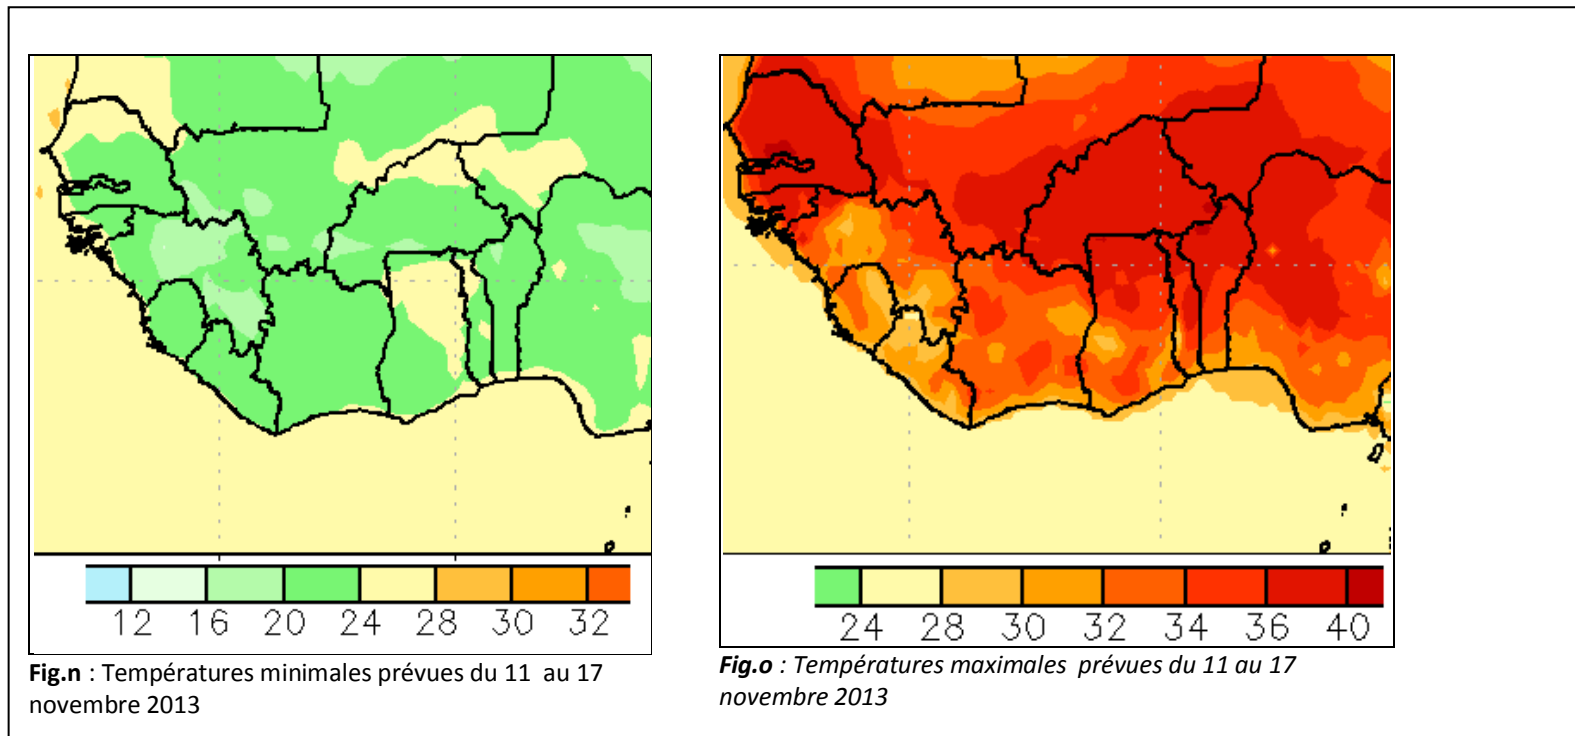 12 16 20 24 28 30 32
24 28 30 32 34 36 40
Fig.n : Températures minimales prévues du 11 au 17
novembre 2013
Fig.o : Températures maximales prévues du 11 au 17
novembre 2013